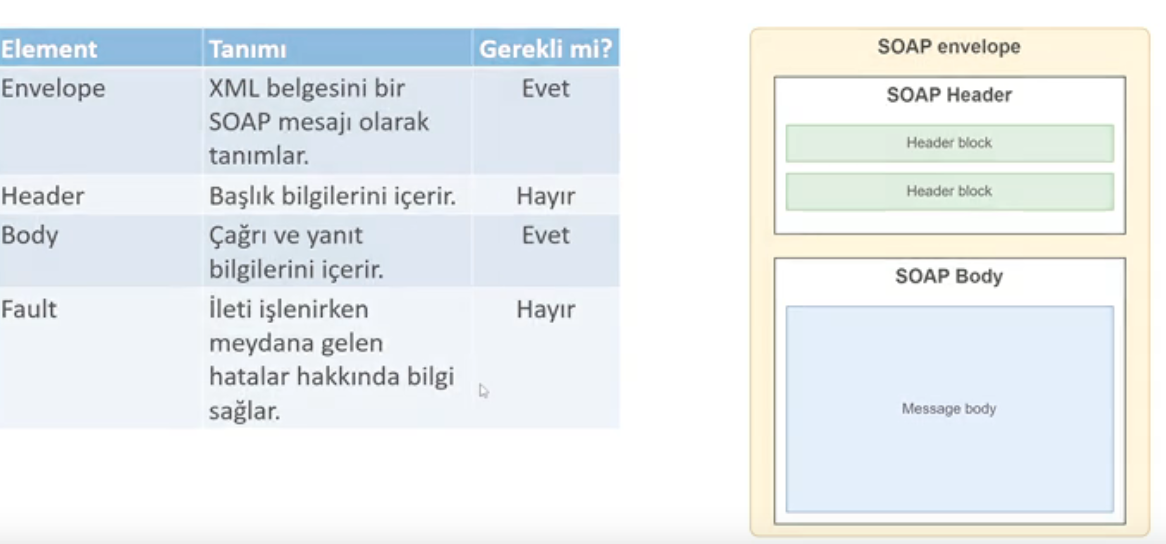 Element Tanımı Gerekli mi?
Envelope XML belgesini bir Evet
SOAP mesajı olarak
tanımlar.
Header Başlık bilgilerini içerir. Hayır
Body Çağrı ve yanıt Evet
bilgilerini içerir.
Fault İleti işlenirken Hayır
meydana gelen
hatalar hakkında bilgi
sağlar.
SOAP envelope
SOAP Header
Header block
Header block
SOAP Body
Message body